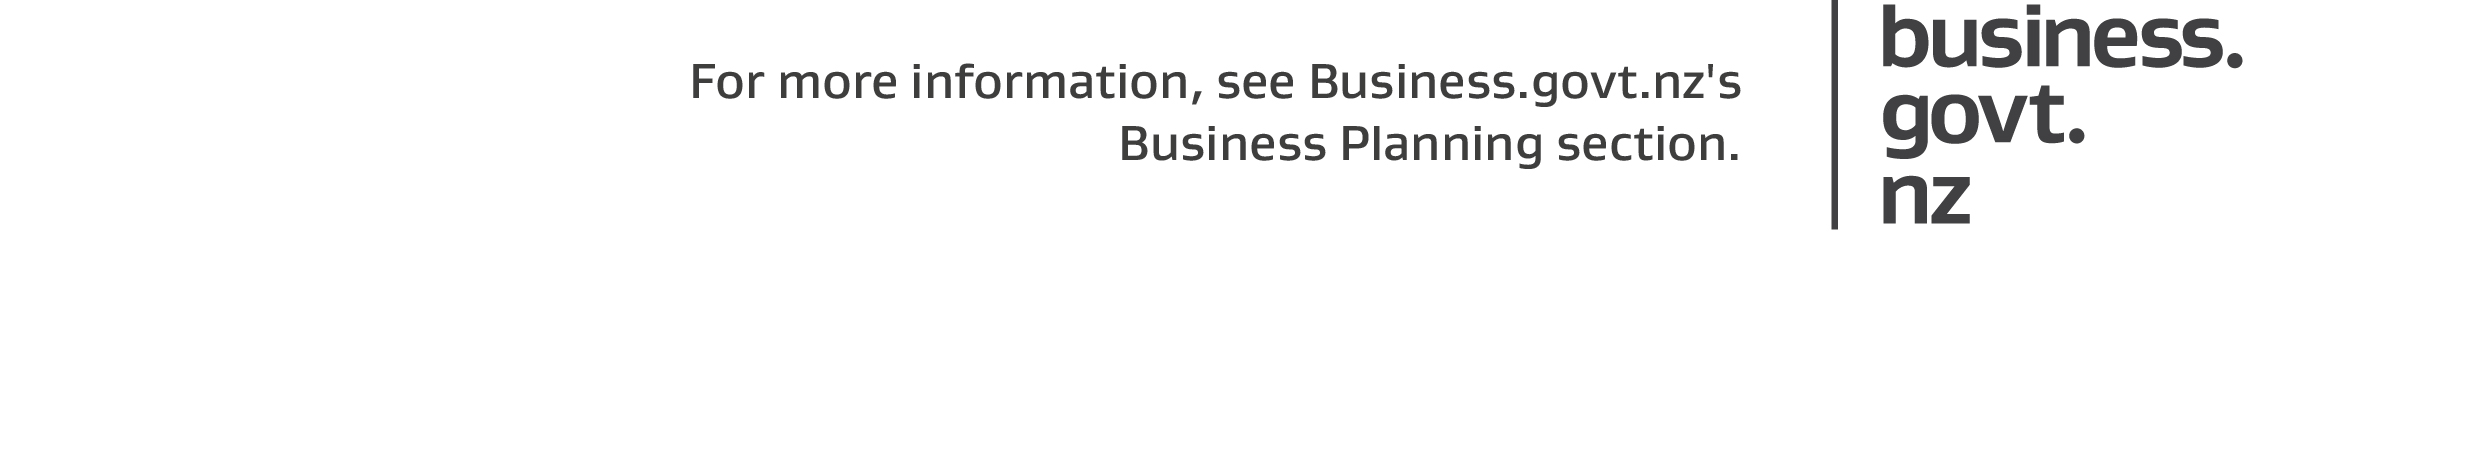 For more information, see Business.govt.nz's
Business Planning section.
business.
govt.
nz